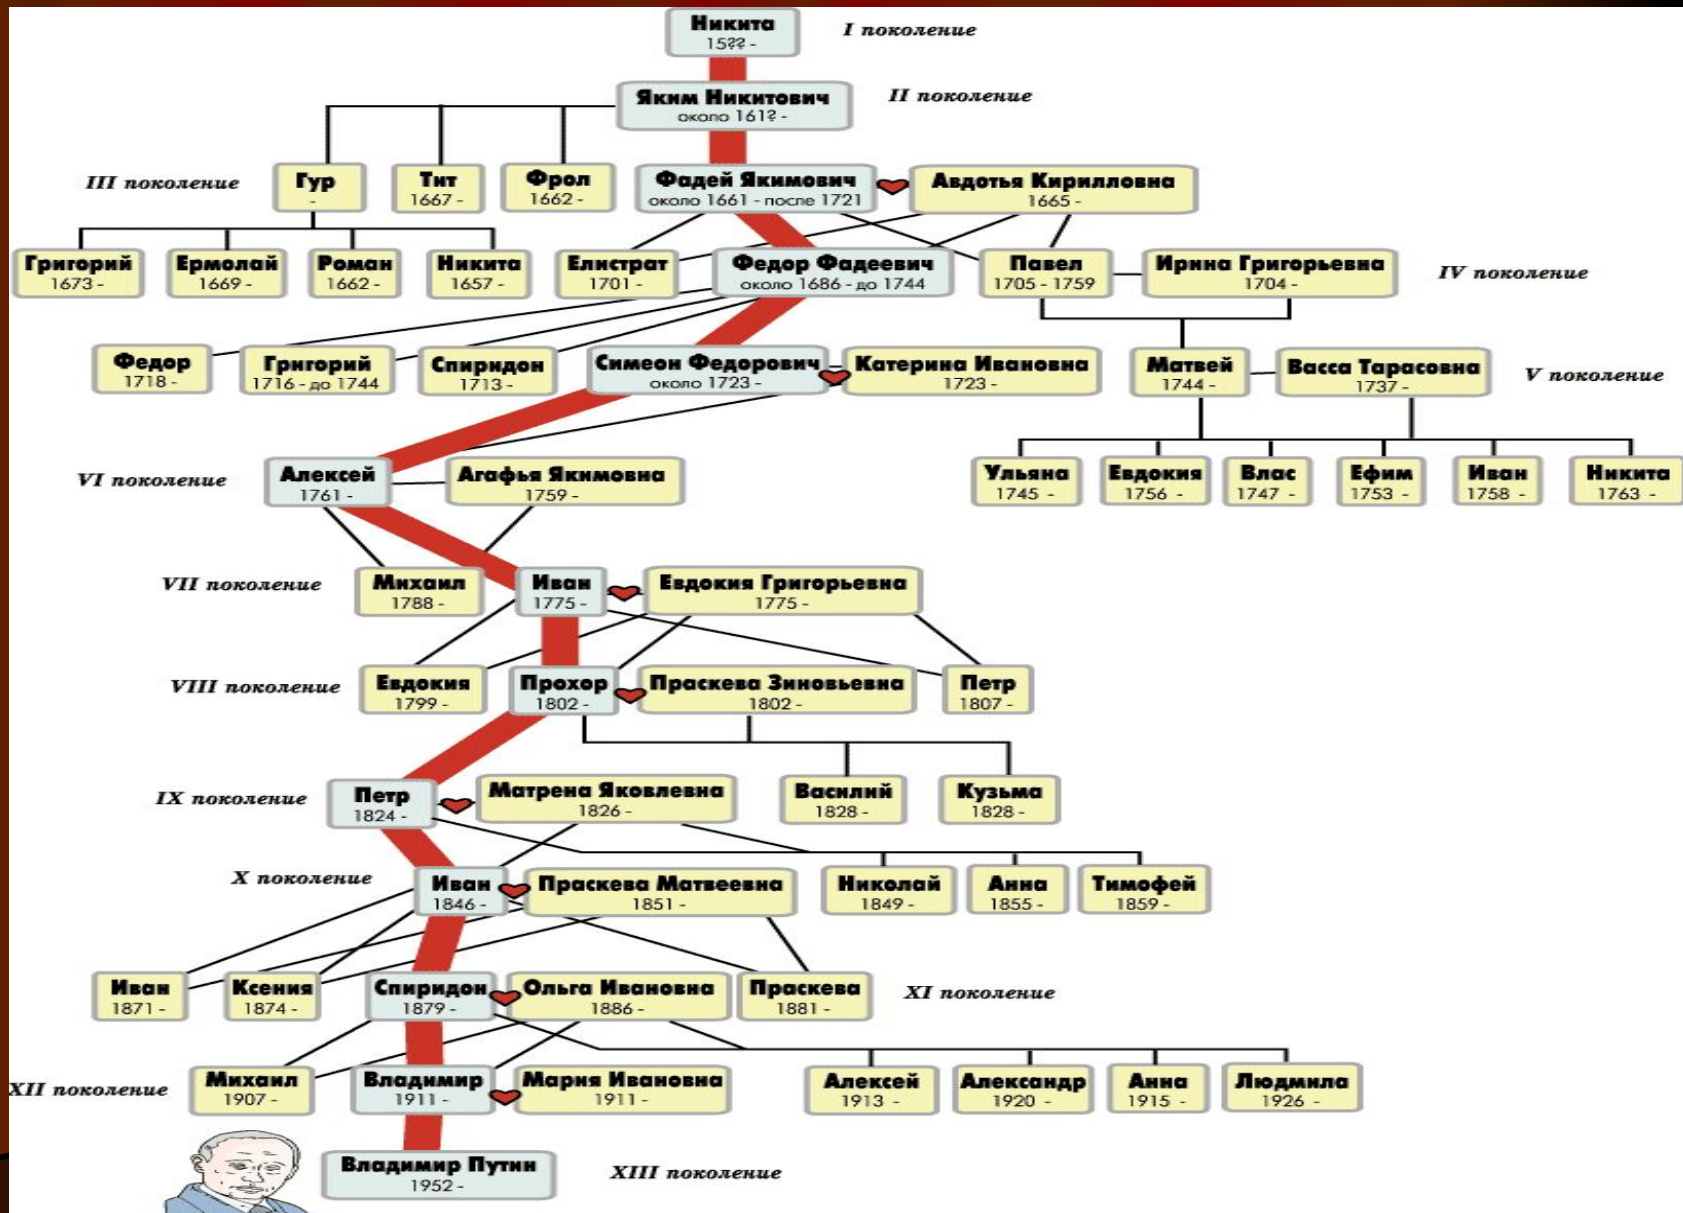 Никита
15?? -
I поколение
Яким Никитович
около 161? -
II поколение
III поколение
Гур
-
Тит
1667 -
Фрол
1662 -
Фадей Якимович
около 1661 - после 1721
Авдотья Кирилловна
1665 -
Григорий
1673 -
Ермолай
1669 -
Роман
1662 -
Никита
1657 -
Елистрат
1701 -
Федор Фадеевич
около 1686 - до 1744
Павел
1705 - 1759
Ирина Григорьевна
1704 -
IV поколение
Федор
1718 -
Григорий
1716 - до 1744
Спиридон
1713 -
Симеон Федорович
около 1723 -
Катерина Ивановна
1723 -
Матвей
1744 -
Васса Тарасовна
1737 -
V поколение
VI поколение
Алексей
1761 -
Агафья Якимовна
1759 -
Ульяна
1745 -
Евдокия
1756 -
Влас
1747 -
Ефим
1753 -
Иван
1758 -
Никита
1763 -
VII поколение
Михаил
1788 -
Иван
1775 -
Евдокия Григорьевна
1775 -
VIII поколение
Евдокия
1799 -
Прохор
1802 -
Праскева Зиновьевна
1802 -
Петр
1807 -
IX поколение
Петр
1824 -
Матрена Яковлевна
1826 -
Василий
1828 -
Кузьма
1828 -
X поколение
Иван
1846 -
Праскева Матвеевна
1851 -
Николай
1849 -
Анна
1855 -
Тимофей
1859 -
Иван
1871 -
Ксения
1874 -
Спиридон
1879 -
Ольга Ивановна
1886 -
Праскева
1881 -
XI поколение
XII поколение
Михаил
1907 -
Владимир
1911 -
Мария Ивановна
1911 -
Алексей
1913 -
Александр
1920 -
Анна
1915 -
Людмила
1926 -
Владимир Путин
1952 -
XIII поколение